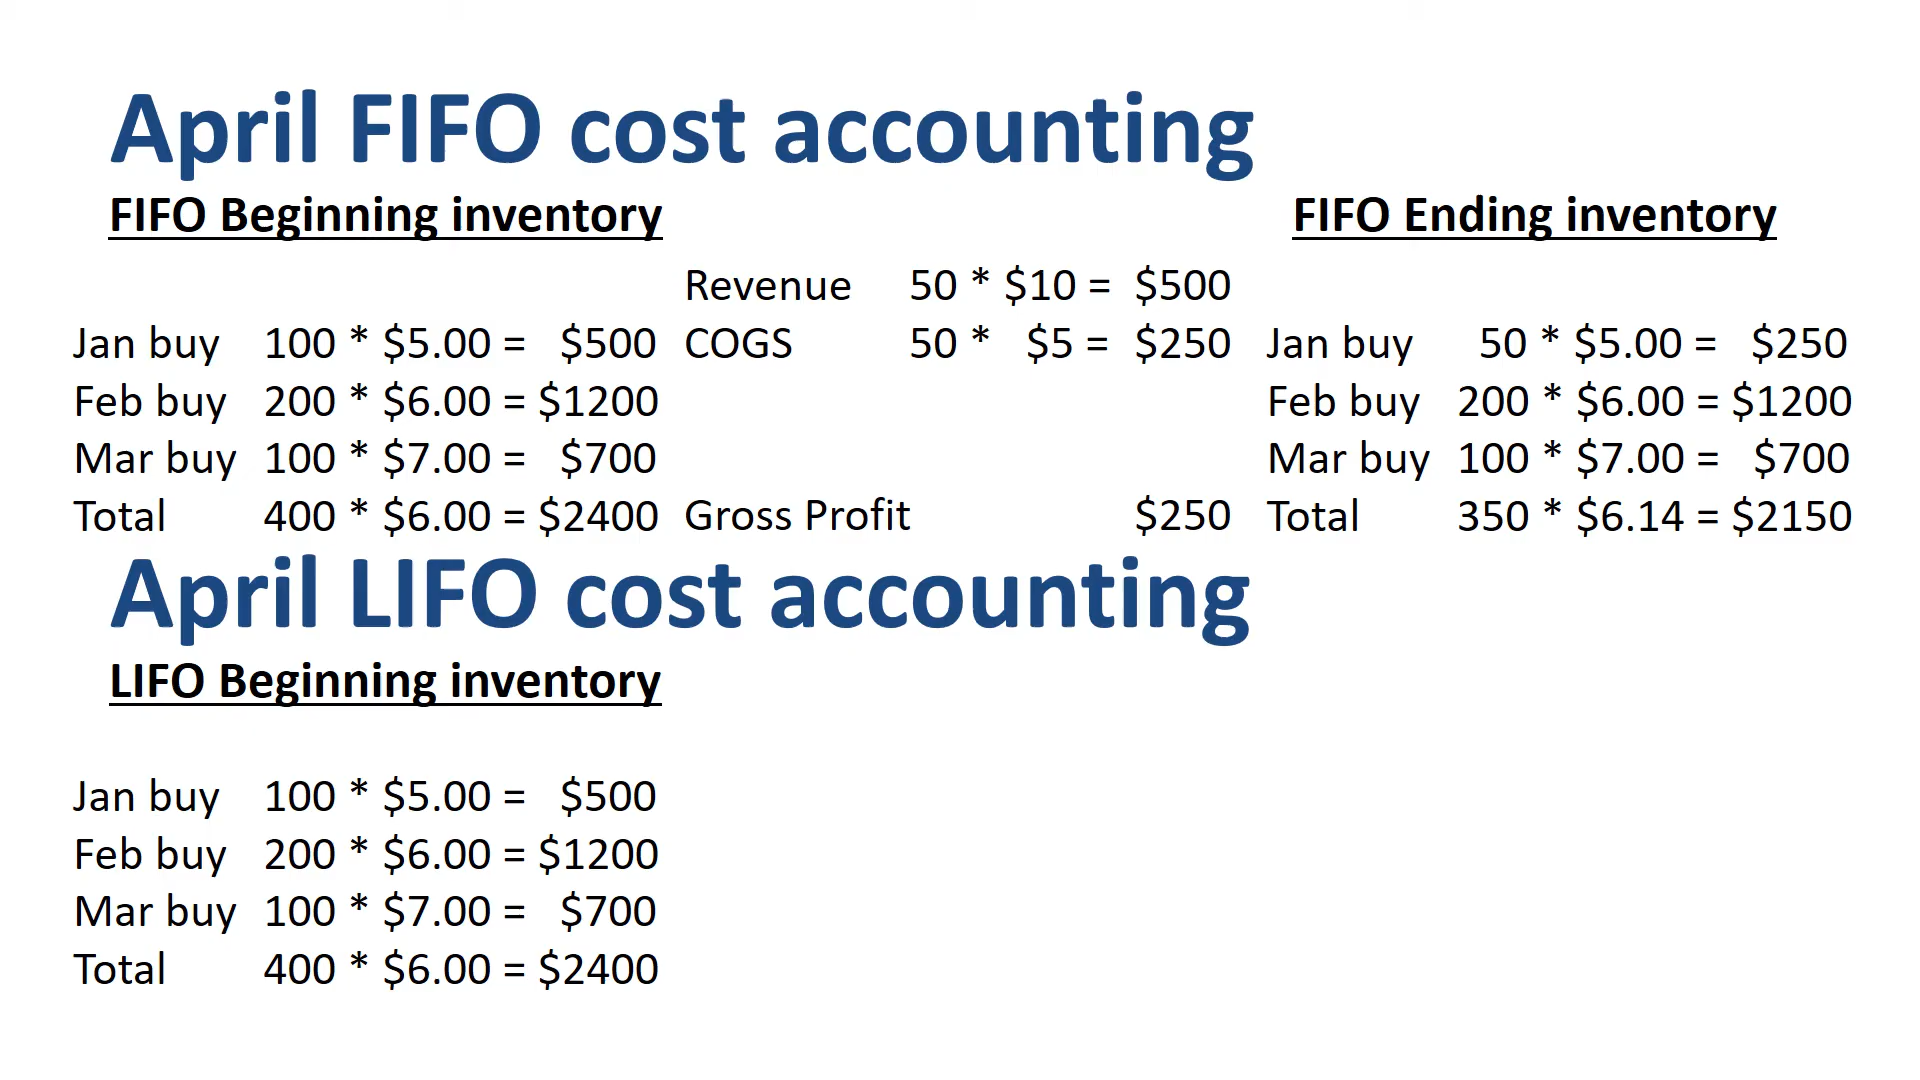 April FIFO cost accounting
FIFO Beginning inventory FIFO Ending inventory
Revenue 50 * $10 = $500
Jan buy 100 * $5.00 = $500 COGS 50 * $5 = $250 Jan buy 50 * $5.00 = $250
Feb buy 200 * $6.00 = $1200 Feb buy 200 * $6.00 = $1200
Mar buy 100 * $7.00 = $700 Mar buy 100 * $7.00 = $700
Total 400 * $6.00 = $2400 Gross Profit $250 Total 350 * $6.14 = $2150
April LIFO cost accounting
LIFO Beginning inventory
Jan buy 100 * $5.00 = $500
Feb buy 200 * $6.00 = $1200
Mar buy 100 * $7.00 = $700
Total 400 * $6.00 = $2400